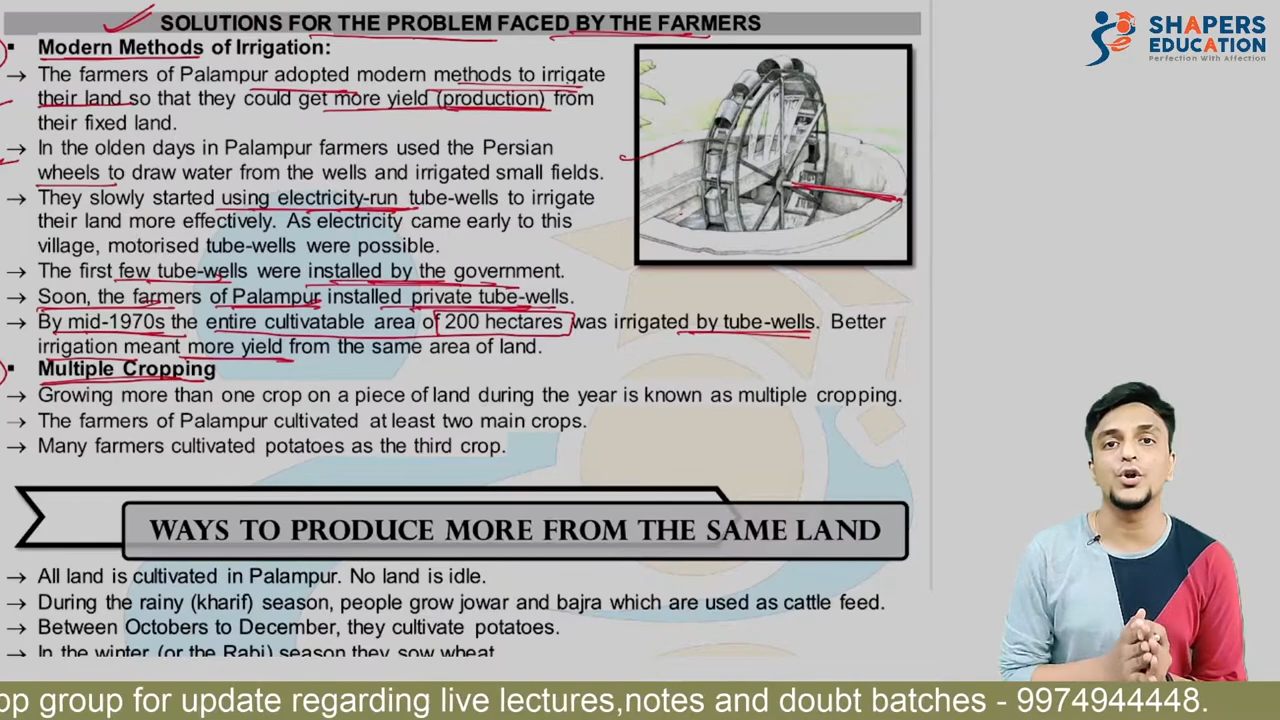 SOLUTIONS FOR THE PROBLEM FACED BY THE FARMERS
SHAPERS
EDUCATION
Perfection With Affection
▪ Modern Methods of Irrigation:
→ The farmers of Palampur adopted modern methods to irrigate
their land so that they could get more yield (production) from
their fixed land.
→ In the olden days in Palampur farmers used the Persian
wheels to draw water from the wells and irrigated small fields.
→ They slowly started using electricity-run tube-wells to irrigate
their land more effectively. As electricity came early to this
village, motorised tube-wells were possible.
→ The first few tube-wells were installed by the government.
→ Soon, the farmers of Palampur installed private tube-wells.
→ By mid-1970s the entire cultivatable area of 200 hectares was irrigated by tube-wells. Better
irrigation meant more yield from the same area of land.
▪ Multiple Cropping
→ Growing more than one crop on a piece of land during the year is known as multiple cropping.
→ The farmers of Palampur cultivated at least two main crops.
→ Many farmers cultivated potatoes as the third crop.
WAYS TO PRODUCE MORE FROM THE SAME LAND
→ All land is cultivated in Palampur. No land is idle.
→ During the rainy (kharif) season, people grow jowar and bajra which are used as cattle feed.
→ Between Octobers to December, they cultivate potatoes.
→ In the winter (or the Rabi) season they sow wheat
op group for update regarding live lectures,notes and doubt batches - 9974944448.